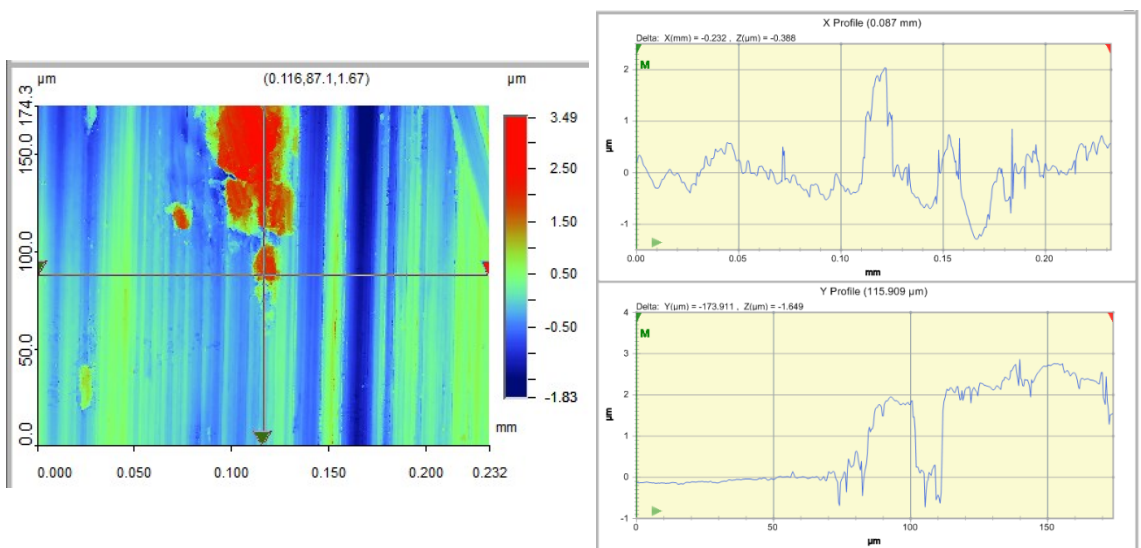 µm (0.116,87.1,1.67) µm
174.3
150.0
100.0
50.0
0.0
3.49
2.50
1.50
0.50
-0.50
-1.83
mm
0.000 0.050 0.100 0.150 0.200 0.232
X Profile (0.087 mm)
Delta: X(mm) = -0.232 , Z(µm) = -0.388
M
2
1
0
-1
µm
0.00 0.05 0.10 0.15 0.20
mm
Y Profile (115.909 µm)
Delta: Y(µm) = -173.911 , Z(µm) = -1.649
M
4
3
2
1
0
-1
µm
0 50 100 150
µm